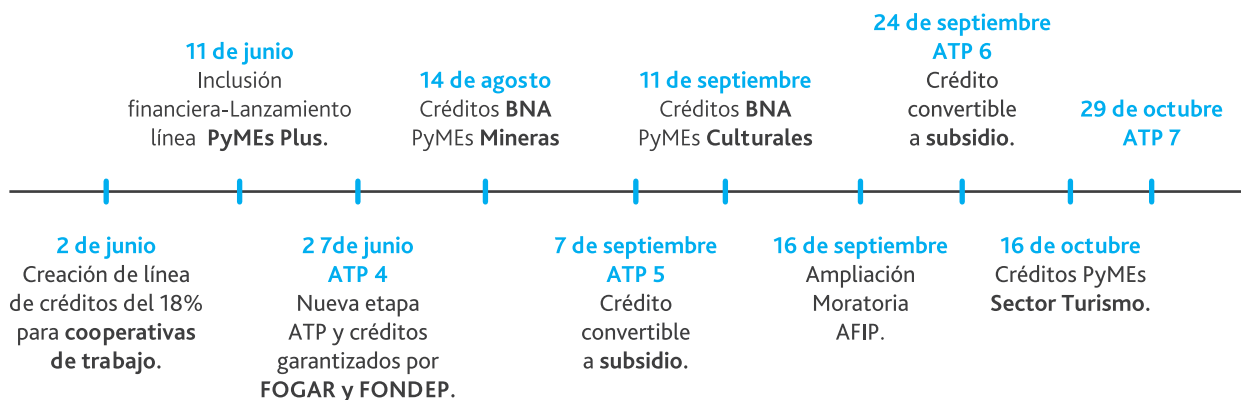 2 de junio
Creación de línea
de créditos del 18%
para cooperativas
de trabajo.
11 de junio
Inclusión
financiera-Lanzamiento
línea PyMEs Plus.
2 7de junio
ATP 4
Nueva etapa
ATP y créditos
garantizados por
FOGAR y FONDEP.
14 de agosto
Créditos BNA
PyMEs Mineras
7 de septiembre
ATP 5
Crédito
convertible
a subsidio.
11 de septiembre
Créditos BNA
PyMEs Culturales
16 de septiembre
Ampliación
Moratoria
AFIP.
24 de septiembre
ATP 6
Crédito
convertible
a subsidio.
16 de octubre
Créditos PyMEs
Sector Turismo.
29 de octubre
ATP 7